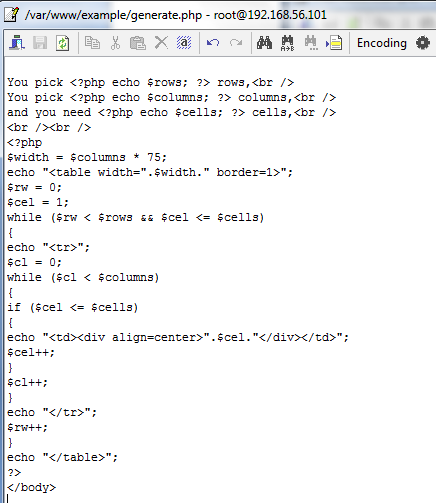 /var/www/example/generate.php - root@192.168.56.101
Encoding
You pick <?php echo $rows; ?> rows,<br />
You pick <?php echo $columns; ?> columns,<br />
and you need <?php echo $cells; ?> cells,<br />
<br /><br />
<?php
$width = $columns * 75;
echo "<table width=".$width." border=1>";
$rw = 0;
$cel = 1;
while ($rw < $rows && $cel <= $cells)
{
echo "<tr>";
$cl = 0;
while ($cl < $columns)
{
if ($cel <= $cells)
{
echo "<td><div align=center>".$cel."</div></td>";
$cel++;
}
$cl++;
}
echo "</tr>";
$rw++;
}
echo "</table>";
?>
</body>